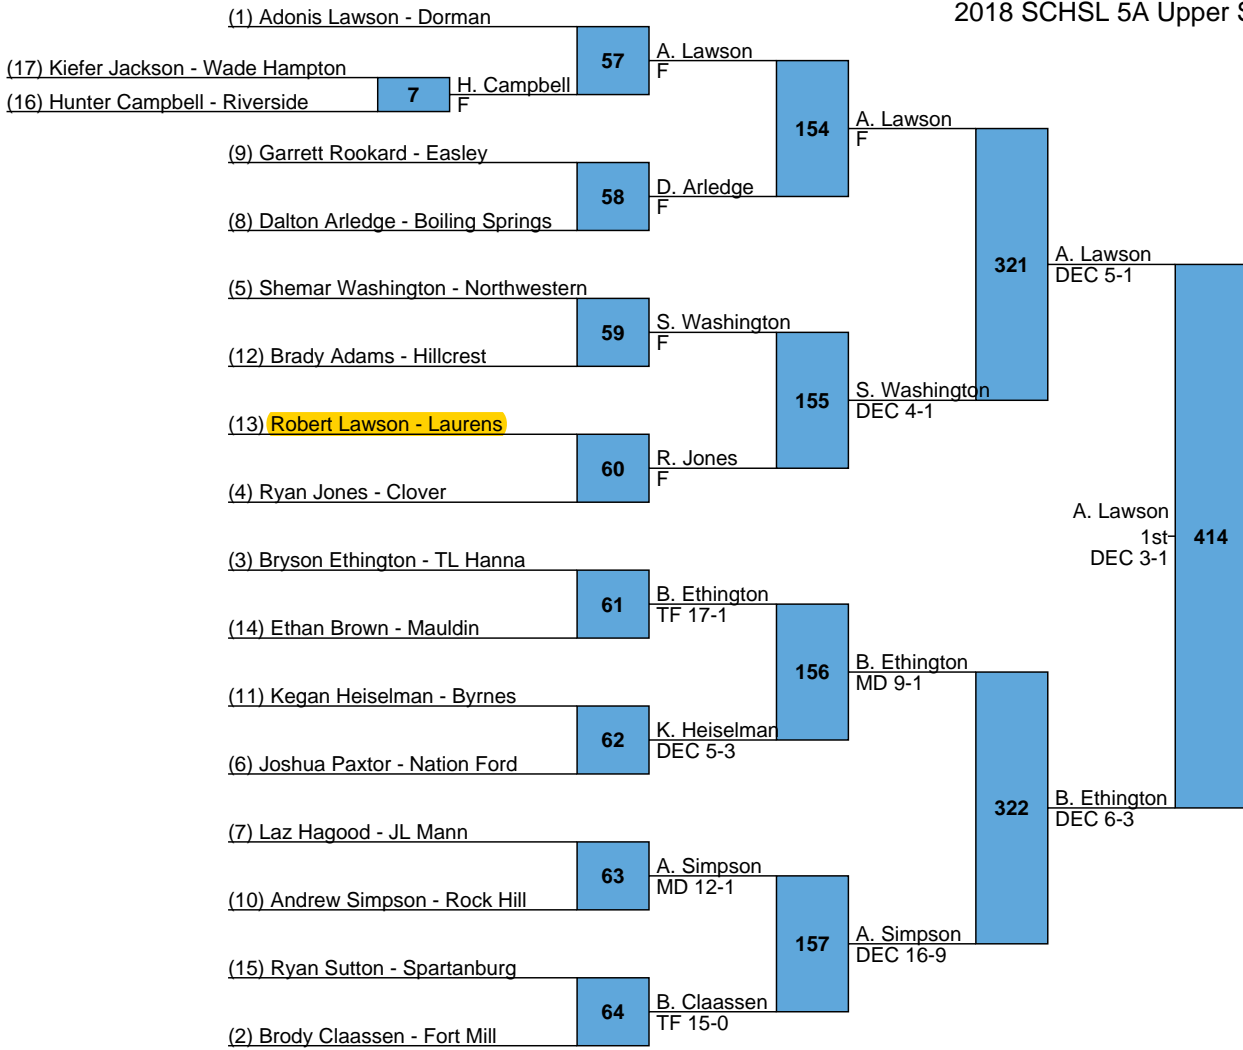 2018 SCHSL 5A Upper S
(1) Adonis Lawson - Dorman
57
A. Lawson
F
(17) Kiefer Jackson - Wade Hampton
7
H. Campbell
F
(16) Hunter Campbell - Riverside
154
A. Lawson
F
(9) Garrett Rookard - Easley
58
D. Arledge
F
(8) Dalton Arledge - Boiling Springs
321
A. Lawson
DEC 5-1
(5) Shemar Washington - Northwestern
59
S. Washington
F
(12) Brady Adams - Hillcrest
155
S. Washington
DEC 4-1
(13) Robert Lawson - Laurens
60
R. Jones
F
(4) Ryan Jones - Clover
A. Lawson
1st
DEC 3-1
414
(3) Bryson Ethington - TL Hanna
61
B. Ethington
TF 17-1
(14) Ethan Brown - Mauldin
156
B. Ethington
MD 9-1
(11) Kegan Heiselman - Byrnes
62
K. Heiselman
DEC 5-3
(6) Joshua Paxtor - Nation Ford
322
B. Ethington
DEC 6-3
(7) Laz Hagood - JL Mann
63
A. Simpson
MD 12-1
(10) Andrew Simpson - Rock Hill
157
A. Simpson
DEC 16-9
(15) Ryan Sutton - Spartanburg
64
B. Claassen
TF 15-0
(2) Brody Claassen - Fort Mill